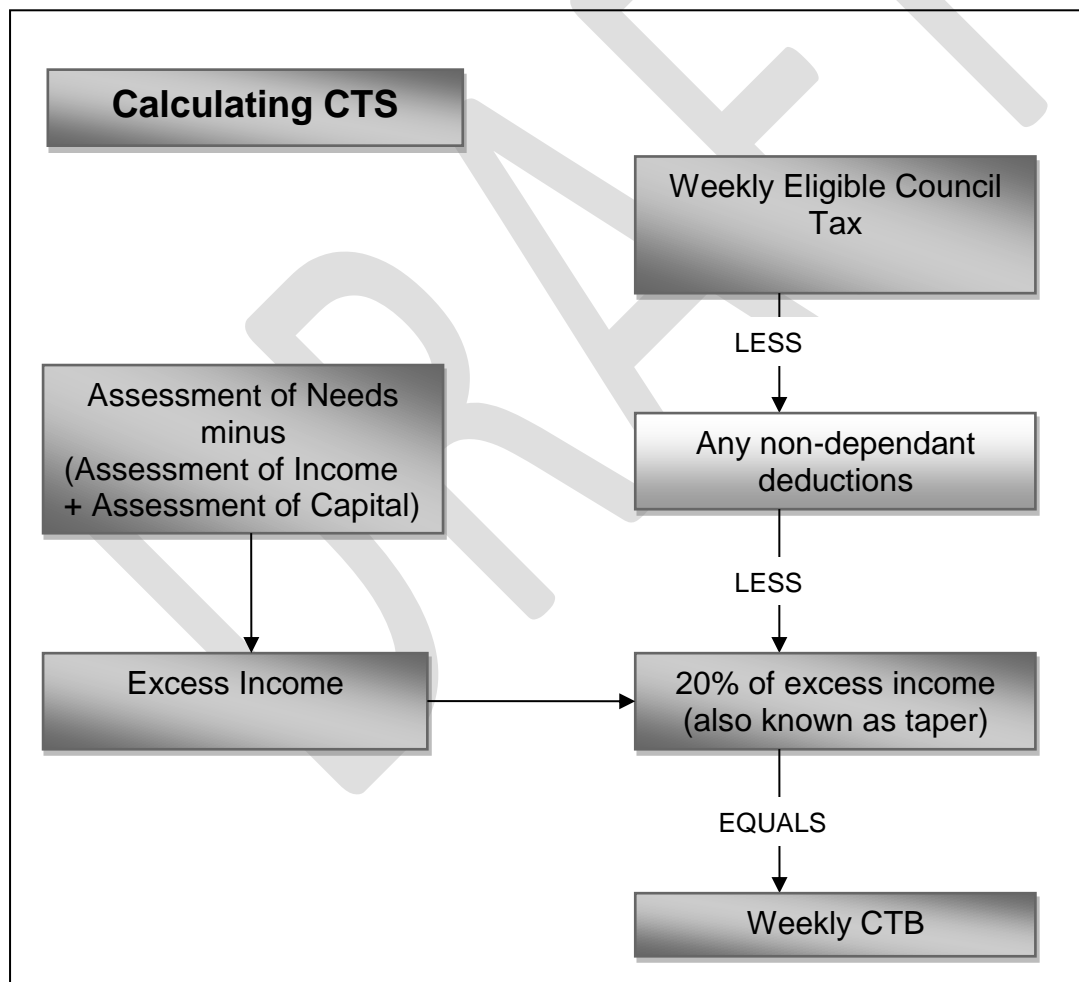 Calculating CTS
Weekly Eligible Council
Tax
LESS
Assessment of Needs
minus
(Assessment of Income
+ Assessment of Capital)
Any non-dependant
deductions
LESS
Excess Income
20% of excess income
(also known as taper)
EQUALS
Weekly CTB
DRAFT